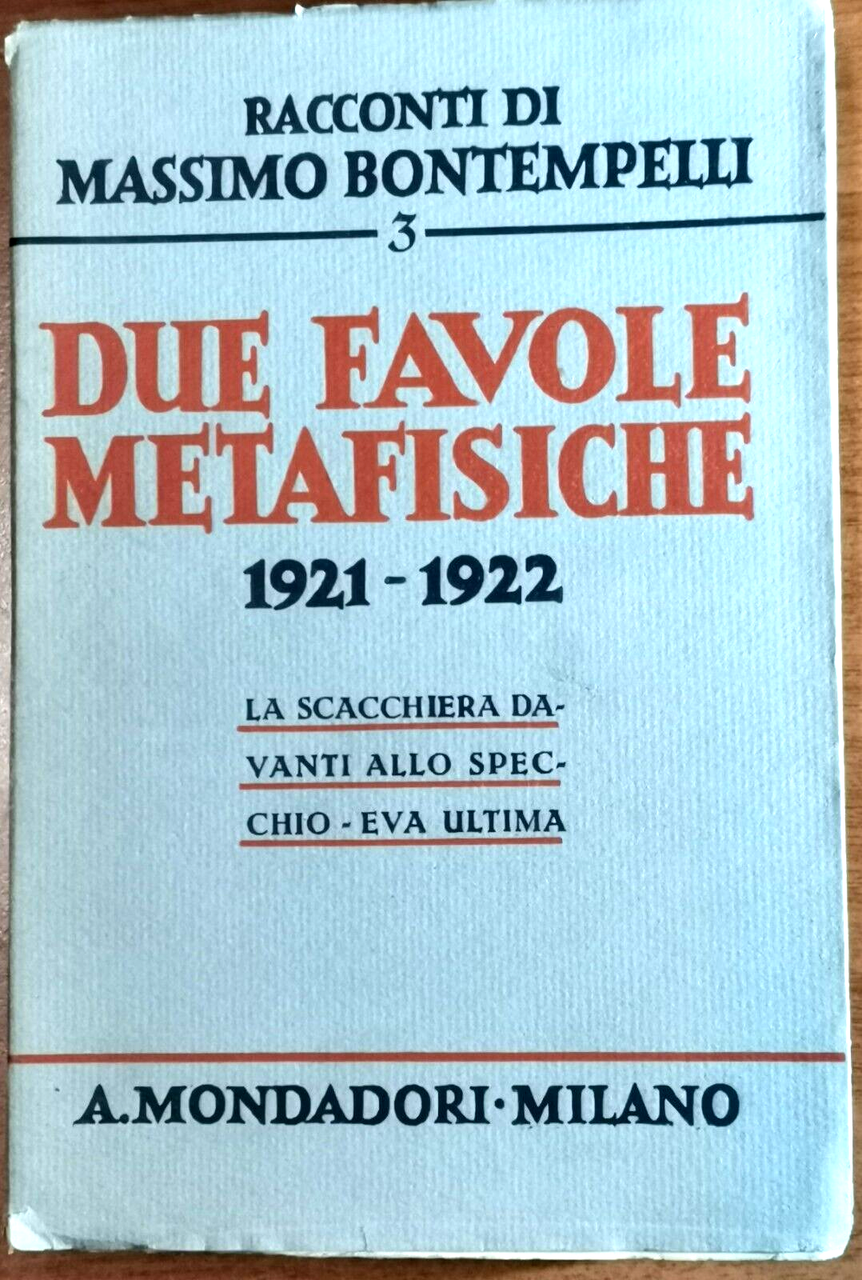 RACCONTI DI
MASSIMO BONTEMPELLI
3
DUE FAVOLE
METAFISICHE
1921 - 1922
LA SCACCHIERA DA-
VANTI ALLO SPEC-
CHIO - EVA ULTIMA
A. MONDADORI · MILANO